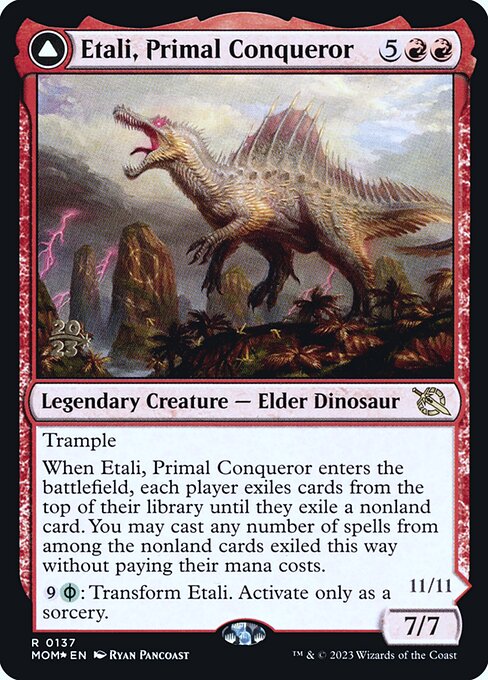 Etali, Primal Conqueror 5
20
23
Legendary Creature — Elder Dinosaur
Trample
When Etali, Primal Conqueror enters the
battlefield, each player exiles cards from the
top of their library until they exile a nonland
card. You may cast any number of spells from
among the nonland cards exiled this way
without paying their mana costs.
9 : Transform Etali. Activate only as a
sorcery.
11/11
7/7
R 0137
MOM★EN Ryan Pancoast
™ & © 2023 Wizards of the Coast